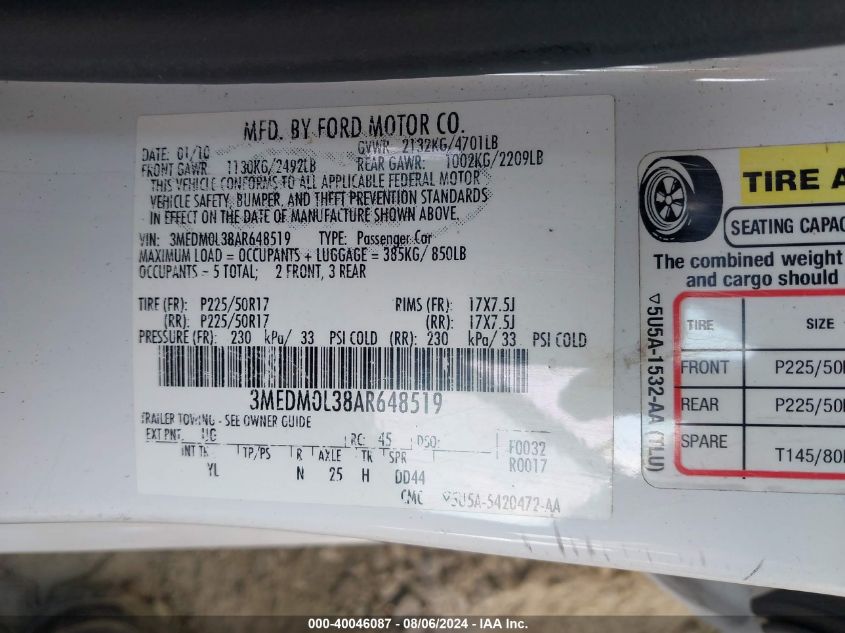 MFD. BY FORD MOTOR CO.
DATE: 01/10 GVWR: 2132KG/4701LB
FRONT GAWR: 1130KG/2492LB REAR GAWR: 1002KG/2209LB
THIS VEHICLE CONFORMS TO ALL APPLICABLE FEDERAL MOTOR
VEHICLE SAFETY, BUMPER, AND THEFT PREVENTION STANDARDS
IN EFFECT ON THE DATE OF MANUFACTURE SHOWN ABOVE.
VIN: 3MEDM0L38AR648519 TYPE: Passenger Car
MAXIMUM LOAD = OCCUPANTS + LUGGAGE = 385KG/ 850LB
OCCUPANTS - 5 TOTAL; 2 FRONT, 3 REAR
TIRE (FR): P225/50R17 RIMS (FR): 17X7.5J
(RR): P225/50R17 (RR): 17X7.5J
PRESSURE (FR): 230 kPa/ 33 PSI COLD (RR): 230 kPa/ 33 PSI COLD
3MEDM0L38AR648519
TRAILER TOWING - SEE OWNER GUIDE
EXT PNT: UG RC: 45 DSO: F0032
INT TR TP/PS R AXLE TR SPR R0017
YL N 25 H DD44
CMC ▽5U5A-5420472-AA
TIRE A
SEATING CAPAC
The combined weight
and cargo should
TIRE SIZE
FRONT P225/50
REAR P225/50
SPARE T145/80
▽5U5A-1532-AA (TLU)
000-40046087 - 08/06/2024 - IAA Inc.